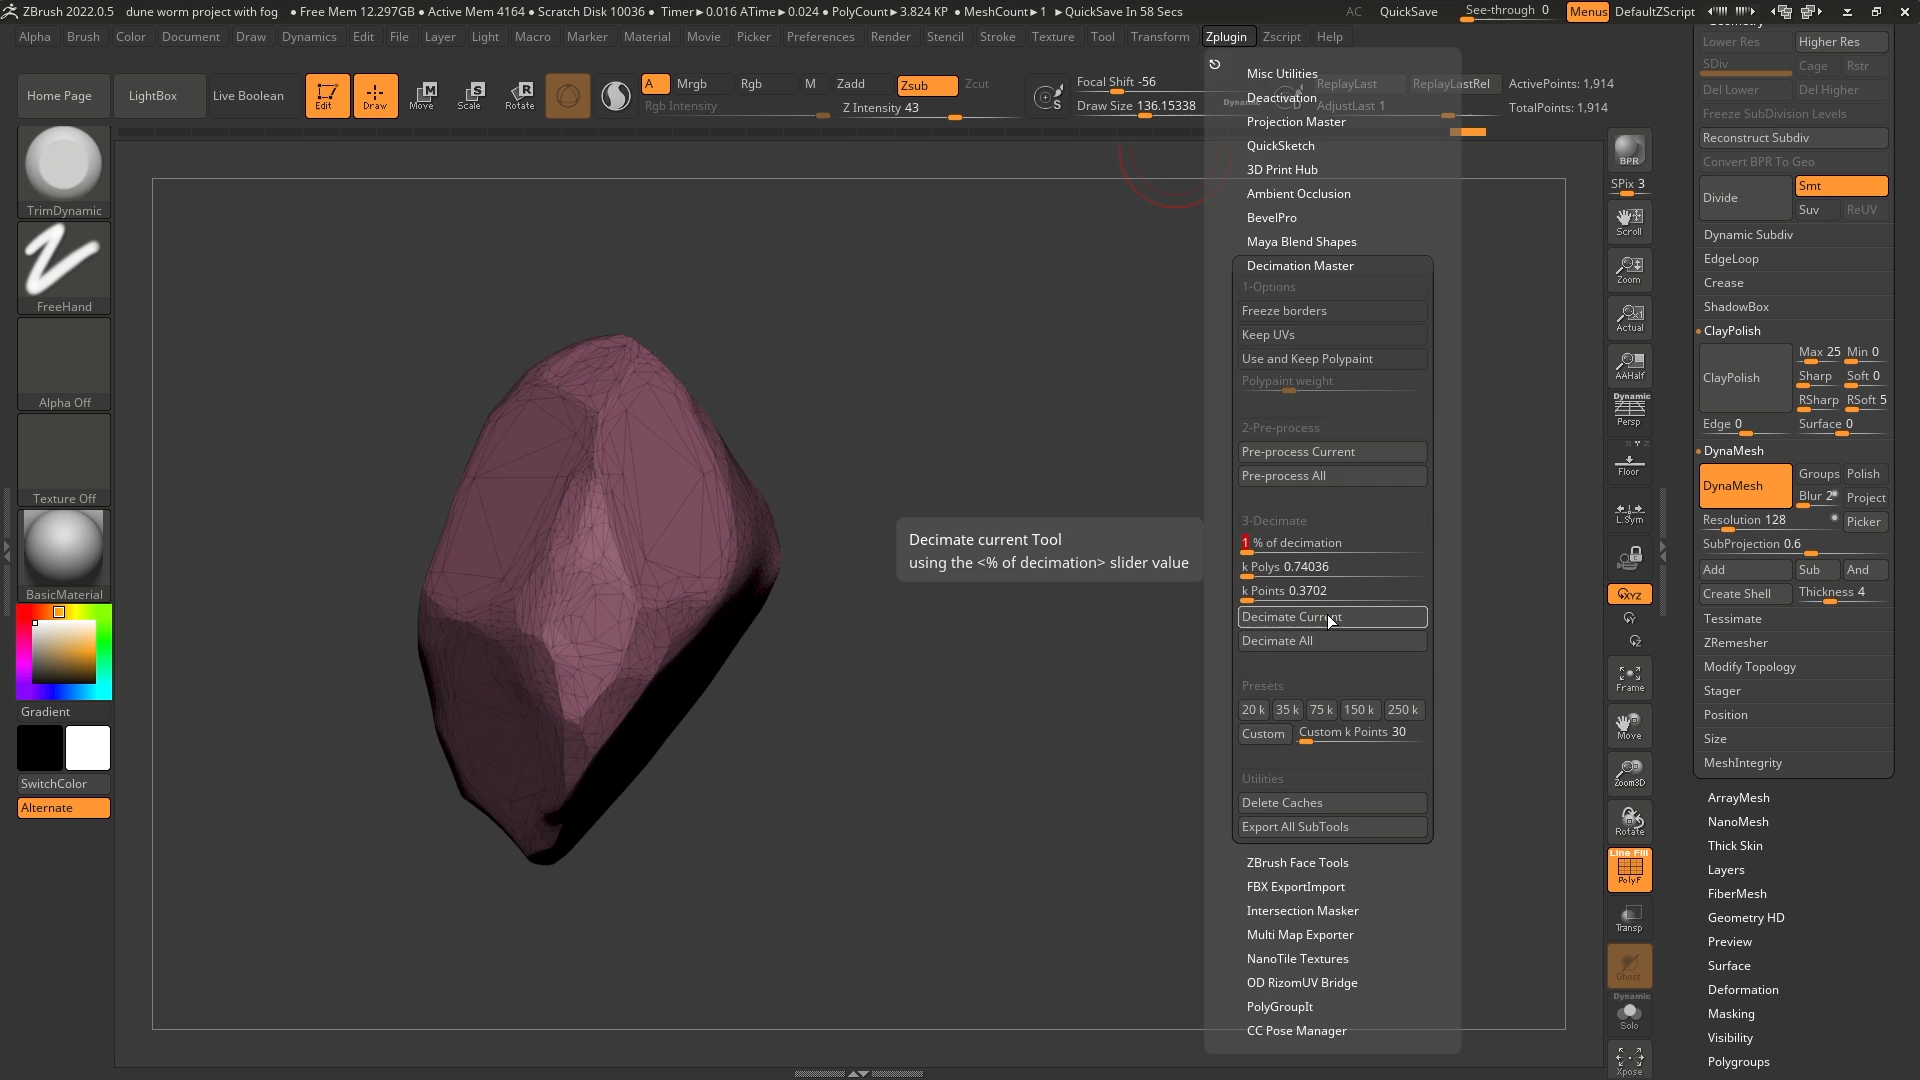 ZBrush 2022.0.5 dune worm project with fog ● Free Mem 12.297GB ● Active Mem 4164 ● Scratch Disk 10036 ● Timer►0.016 ATime►0.024 ● PolyCount►3.824 KP ● MeshCount►1 ►QuickSave In 58 Secs AC QuickSave See-through 0 Menus DefaultZScript
Alpha Brush Color Document Draw Dynamics Edit File Layer Light Macro Marker Material Movie Picker Preferences Render Stencil Stroke Texture Tool Transform Zplugin Zscript Help
Home Page LightBox Live Boolean
Edit Draw Move Scale Rotate
A Mrgb Rgb M Zadd Zsub Zcut
Rgb Intensity Z Intensity 43
S Focal Shift -56
Draw Size 136.15338 Dynamic
ReplayLast ReplayLastRel
AdjustLast 1
ActivePoints: 1,914
TotalPoints: 1,914
TrimDynamic
FreeHand
Alpha Off
Texture Off
BasicMaterial
Gradient
SwitchColor
Alternate
Misc Utilities
Deactivation
Projection Master
QuickSketch
3D Print Hub
Ambient Occlusion
BevelPro
Maya Blend Shapes
Decimation Master
1-Options
Freeze borders
Keep UVs
Use and Keep Polypaint
Polypaint weight
2-Pre-process
Pre-process Current
Pre-process All
3-Decimate
1 % of decimation
k Polys 0.74036
k Points 0.3702
Decimate Current
Decimate All
Presets
20 k 35 k 75 k 150 k 250 k
Custom Custom k Points 30
Utilities
Delete Caches
Export All SubTools
ZBrush Face Tools
FBX ExportImport
Intersection Masker
Multi Map Exporter
NanoTile Textures
OD RizomUV Bridge
PolyGroupIt
CC Pose Manager
Decimate current Tool
using the <% of decimation> slider value
BPR
SPix 3
Scroll
Zoom
Actual
AAHalf
Dynamic
Persp
Floor
L.Sym
XYZ
Frame
Move
Zoom3D
Rotate
Line Fill
PolyF
Transp
Ghost
Dynamic
Solo
Xpose
Geometry
Lower Res Higher Res
SDiv Cage Rstr
Del Lower Del Higher
Freeze SubDivision Levels
Reconstruct Subdiv
Convert BPR To Geo
Divide Smt
Suv ReUV
Dynamic Subdiv
EdgeLoop
Crease
ShadowBox
ClayPolish
ClayPolish Max 25 Min 0
Sharp Soft 0
RSharp RSoft 5
Edge 0 Surface 0
DynaMesh
DynaMesh Groups Polish
Blur 2 Project
Resolution 128 Picker
SubProjection 0.6
Add Sub And
Create Shell Thickness 4
Tessimate
ZRemesher
Modify Topology
Stager
Position
Size
MeshIntegrity
ArrayMesh
NanoMesh
Thick Skin
Layers
FiberMesh
Geometry HD
Preview
Surface
Deformation
Masking
Visibility
Polygroups